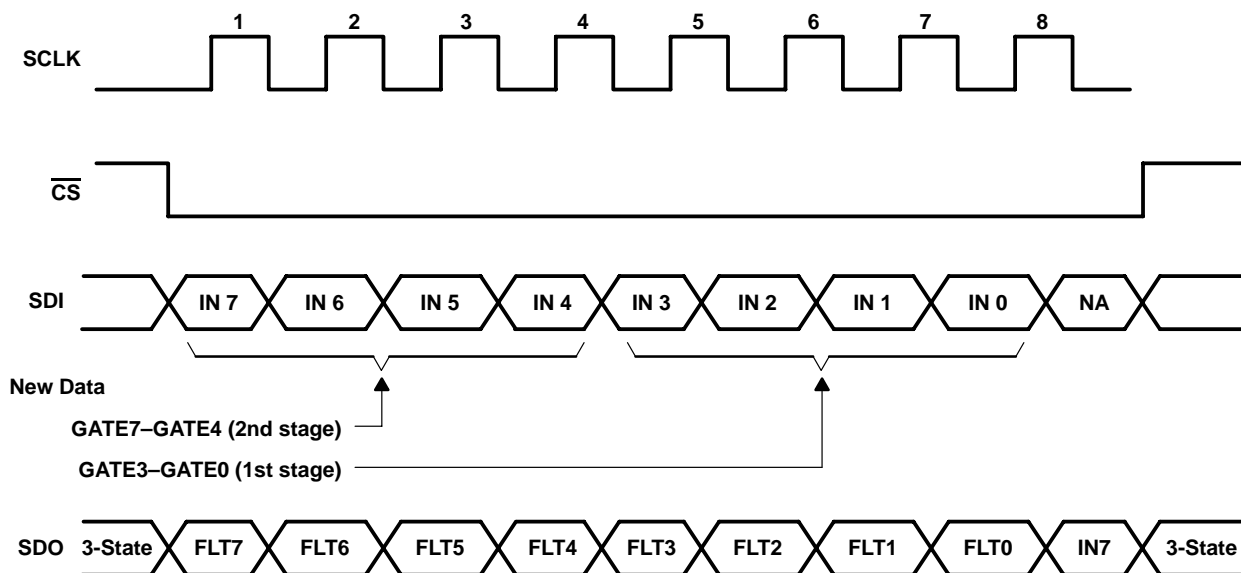 1 2 3 4 5 6 7 8
SCLK
CS
SDI IN 7 IN 6 IN 5 IN 4 IN 3 IN 2 IN 1 IN 0 NA
New Data
GATE7–GATE4 (2nd stage)
GATE3–GATE0 (1st stage)
SDO 3-State FLT7 FLT6 FLT5 FLT4 FLT3 FLT2 FLT1 FLT0 IN7 3-State